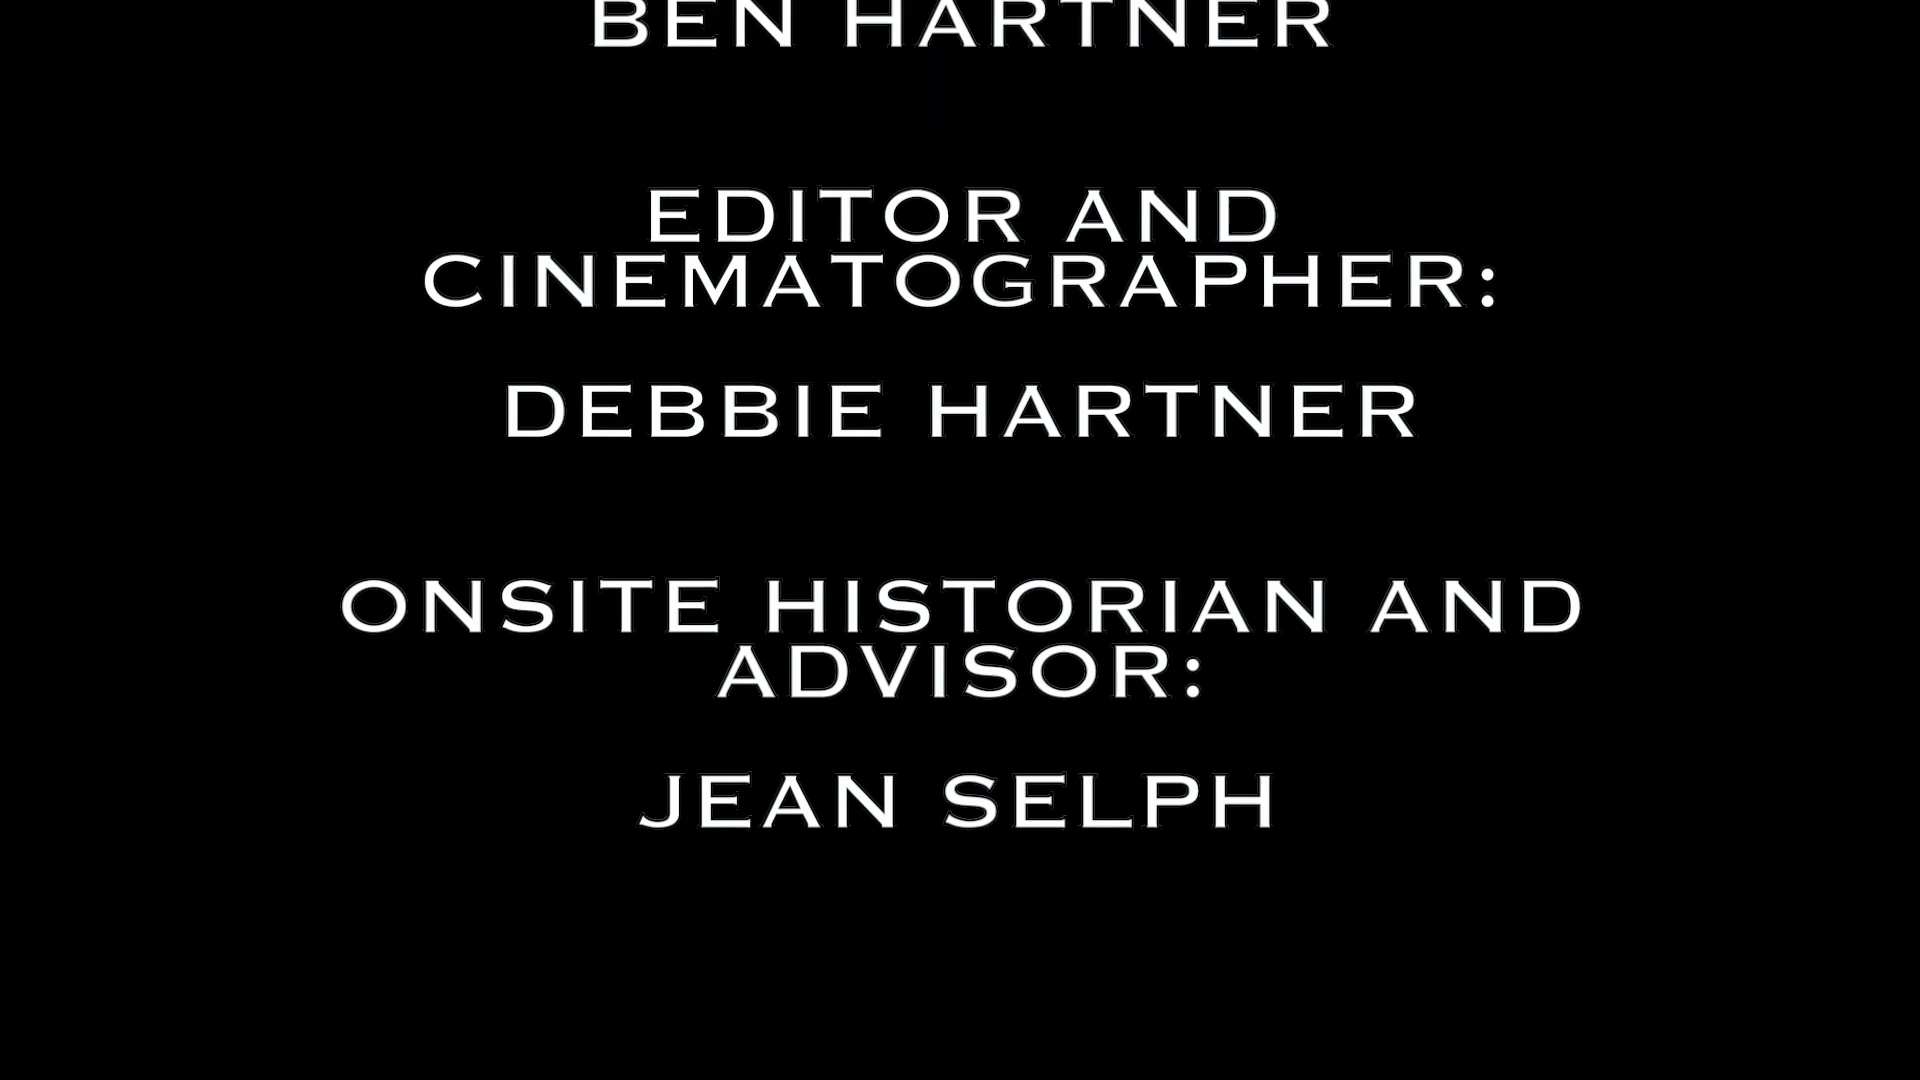 BEN HARTNER
EDITOR AND
CINEMATOGRAPHER:
DEBBIE HARTNER
ONSITE HISTORIAN AND
ADVISOR:
JEAN SELPH